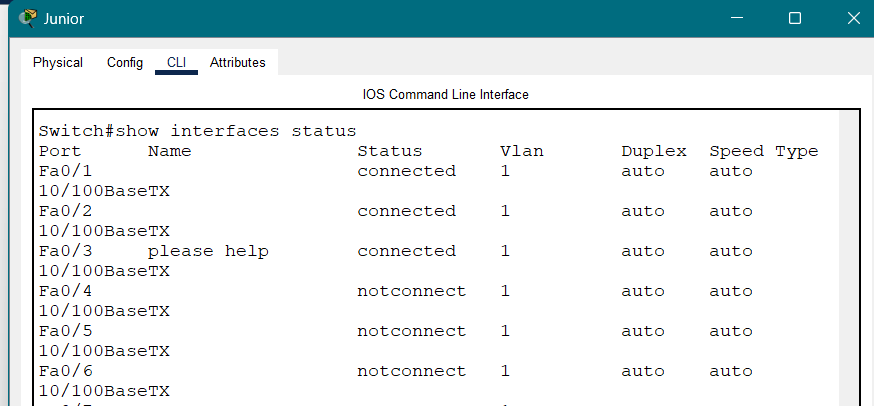 Junior
Physical Config CLI Attributes
IOS Command Line Interface
Switch#show interfaces status
Port Name Status Vlan Duplex Speed Type
Fa0/1 connected 1 auto auto
10/100BaseTX
Fa0/2 connected 1 auto auto
10/100BaseTX
Fa0/3 please help connected 1 auto auto
10/100BaseTX
Fa0/4 notconnect 1 auto auto
10/100BaseTX
Fa0/5 notconnect 1 auto auto
10/100BaseTX
Fa0/6 notconnect 1 auto auto
10/100BaseTX